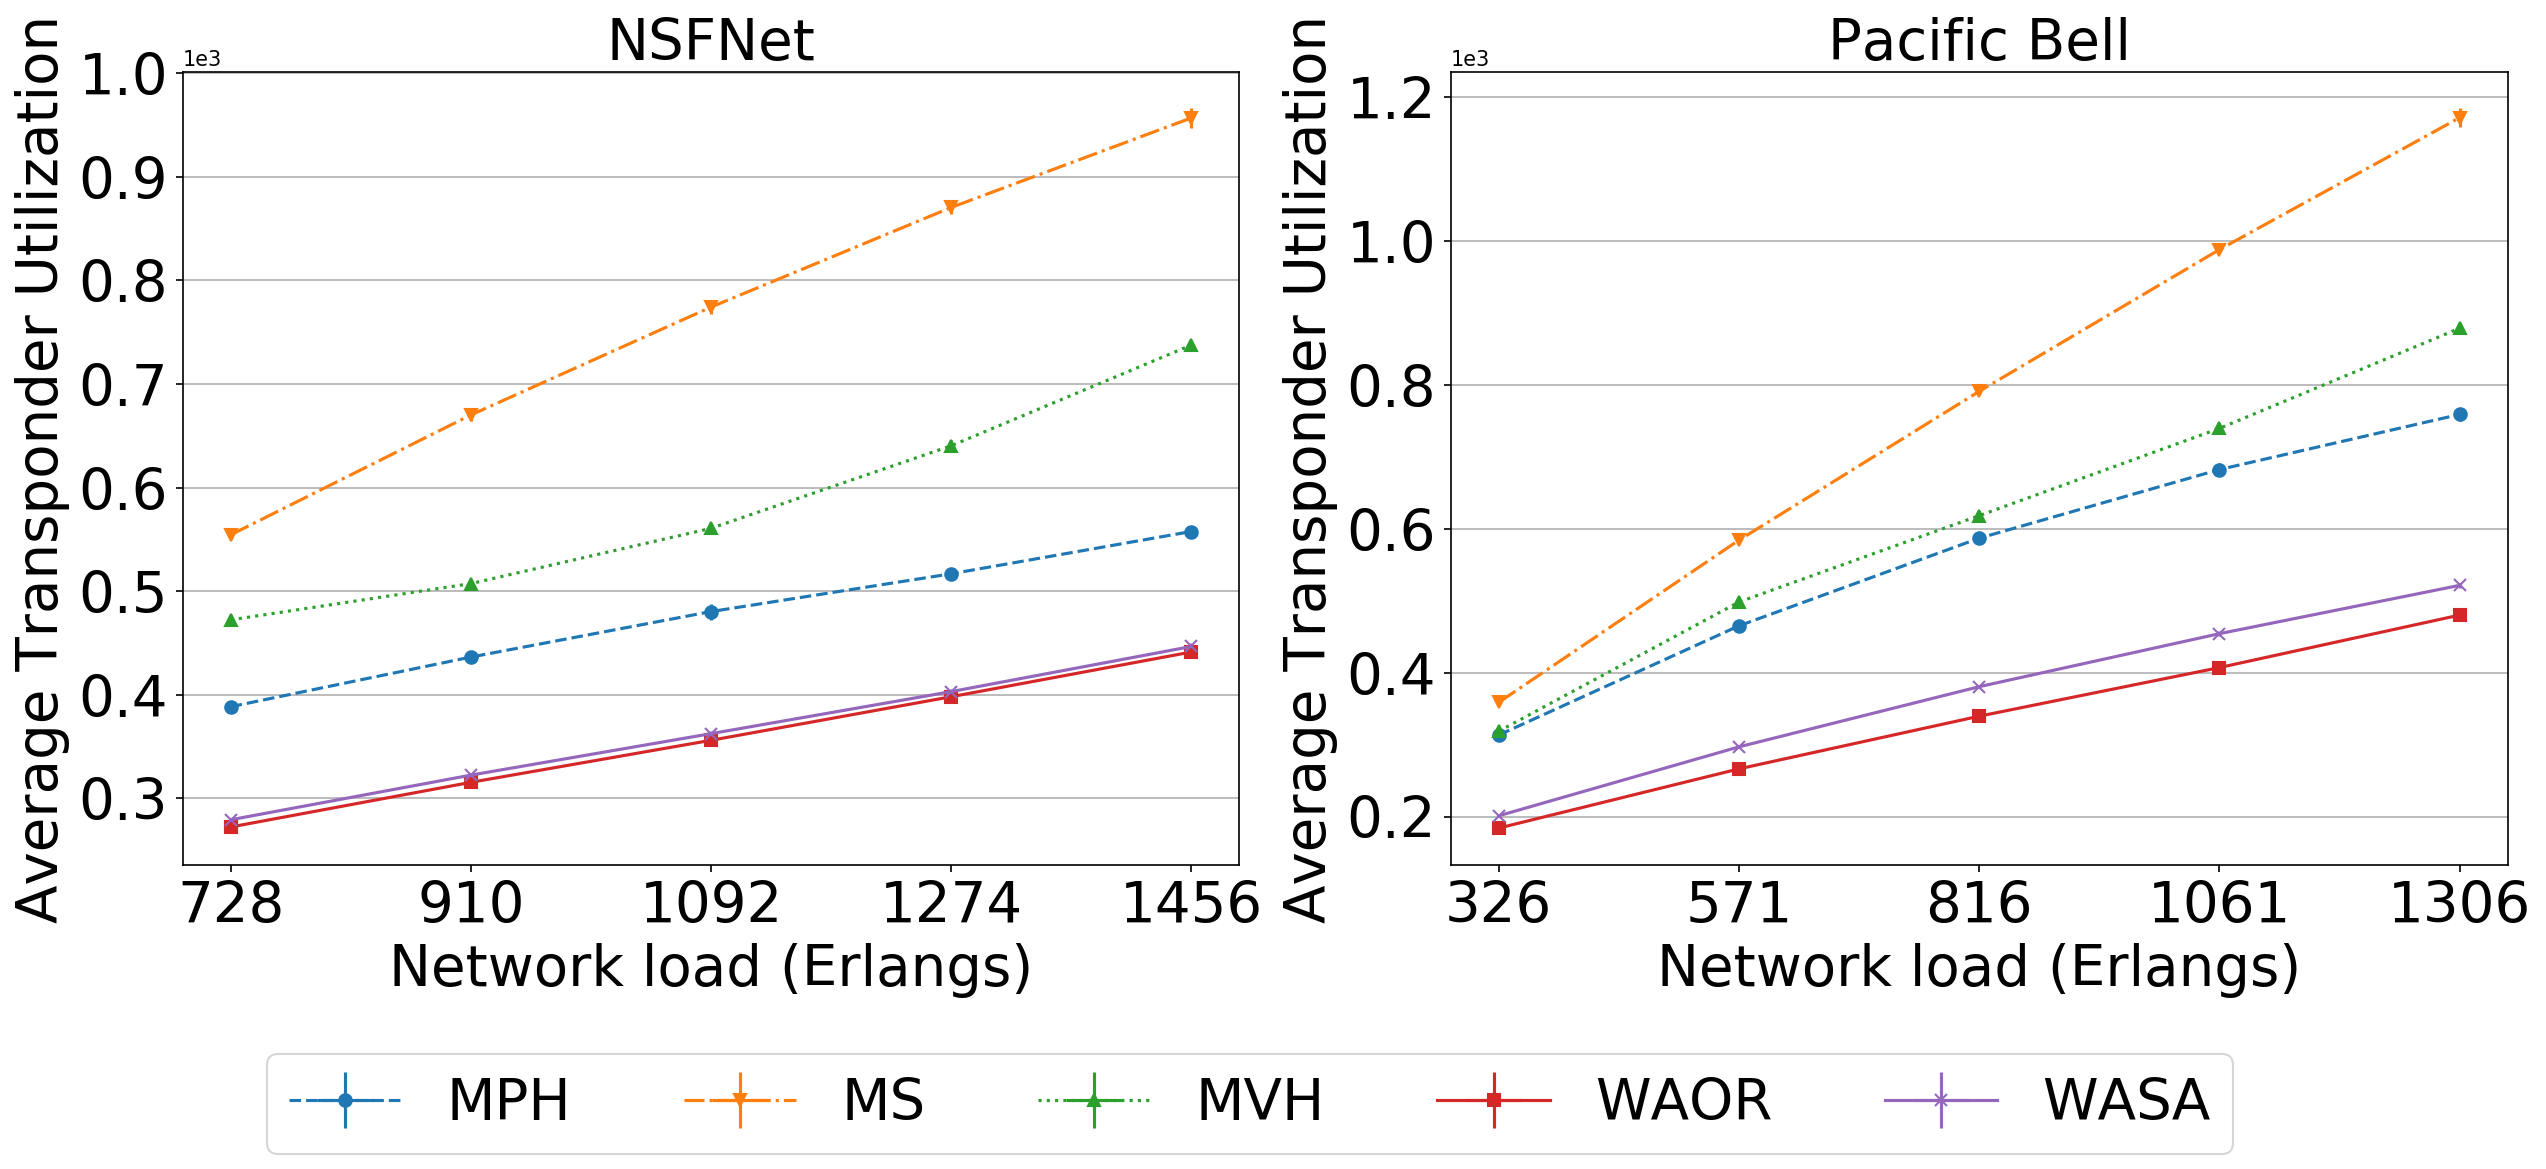 NSFNet
1e3
1.0
0.9
0.8
0.7
0.6
0.5
0.4
0.3
Average Transponder Utilization
728 910 1092 1274 1456
Network load (Erlangs)
Pacific Bell
1e3
1.2
1.0
0.8
0.6
0.4
0.2
Average Transponder Utilization
326 571 816 1061 1306
Network load (Erlangs)
MPH MS MVH WAOR WASA